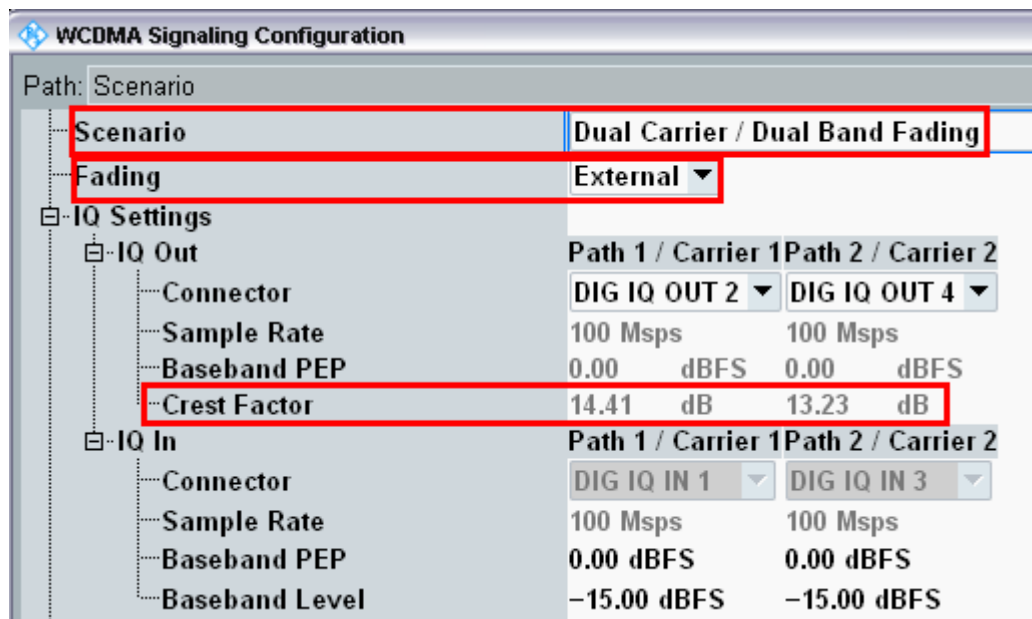 WCDMA Signaling Configuration
Path: Scenario
Scenario Dual Carrier / Dual Band Fading
Fading External
IQ Settings
IQ Out Path 1 / Carrier 1 Path 2 / Carrier 2
Connector DIG IQ OUT 2 DIG IQ OUT 4
Sample Rate 100 Msps 100 Msps
Baseband PEP 0.00 dBFS 0.00 dBFS
Crest Factor 14.41 dB 13.23 dB
IQ In Path 1 / Carrier 1 Path 2 / Carrier 2
Connector DIG IQ IN 1 DIG IQ IN 3
Sample Rate 100 Msps 100 Msps
Baseband PEP 0.00 dBFS 0.00 dBFS
Baseband Level −15.00 dBFS −15.00 dBFS